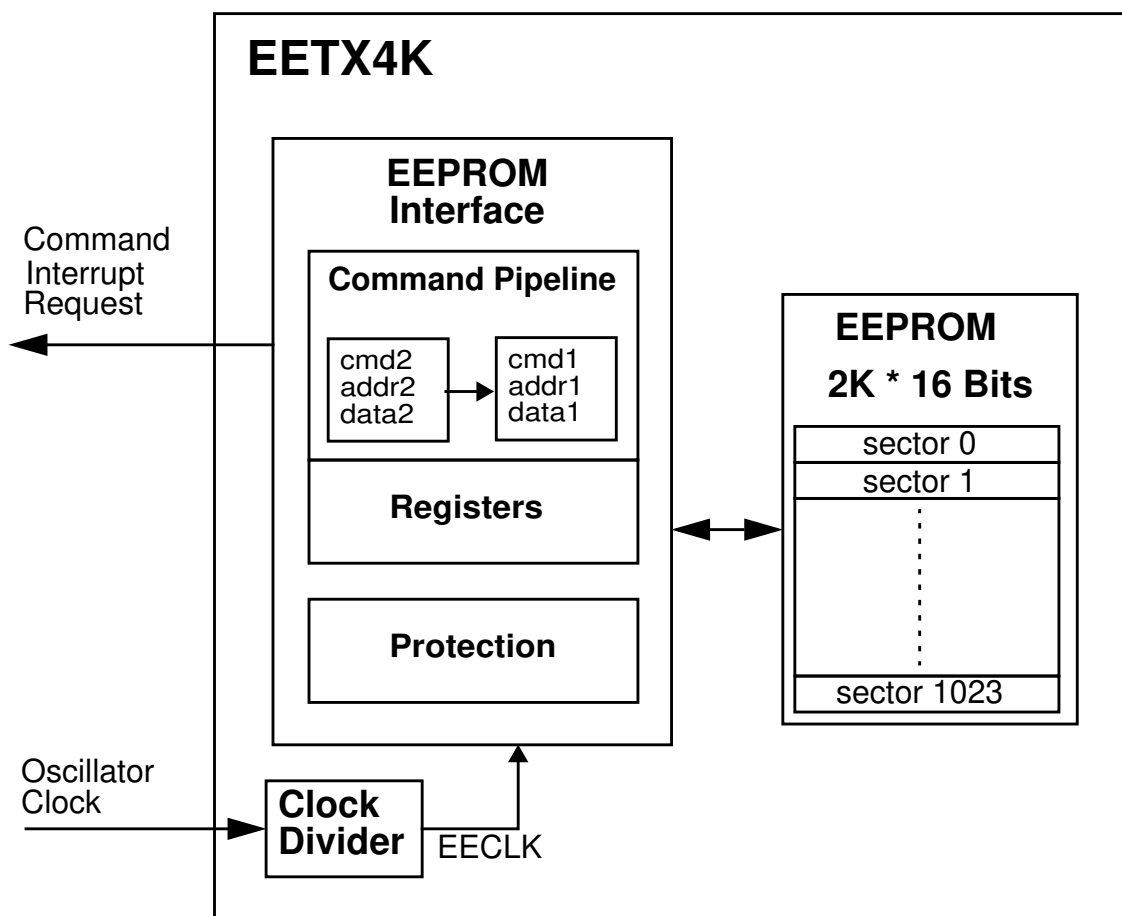 EETX4K
EEPROM
Interface
Command
Interrupt
Request
Command Pipeline
cmd2
addr2
data2
cmd1
addr1
data1
Registers
Protection
EEPROM
2K * 16 Bits
sector 0
sector 1
sector 1023
Oscillator
Clock
Clock
Divider
EECLK